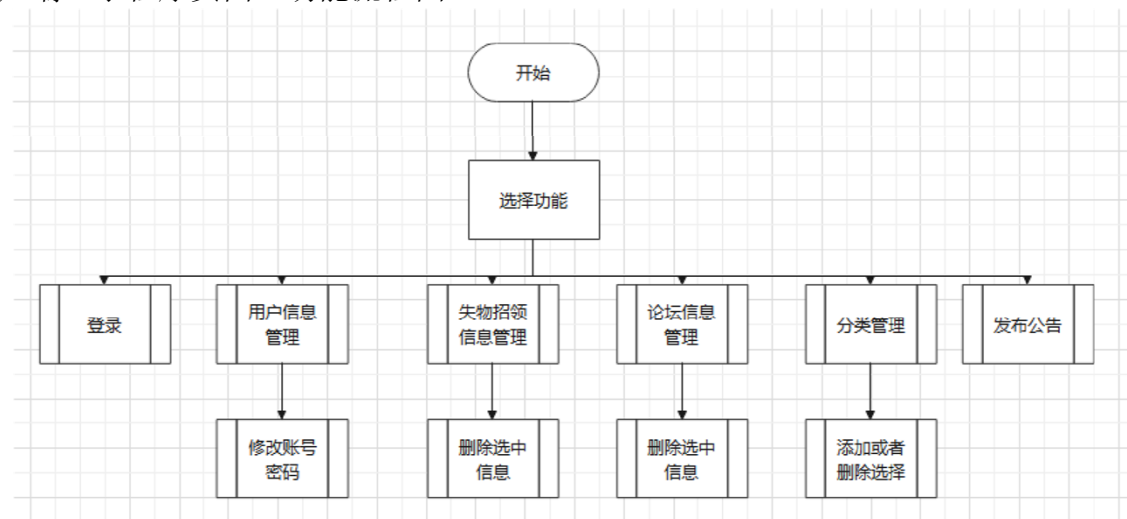 开始
选择功能
登录
用户信息
管理
失物招领
信息管理
论坛信息
管理
分类管理
发布公告
修改账号
密码
删除选中
信息
删除选中
信息
添加或者
删除选择